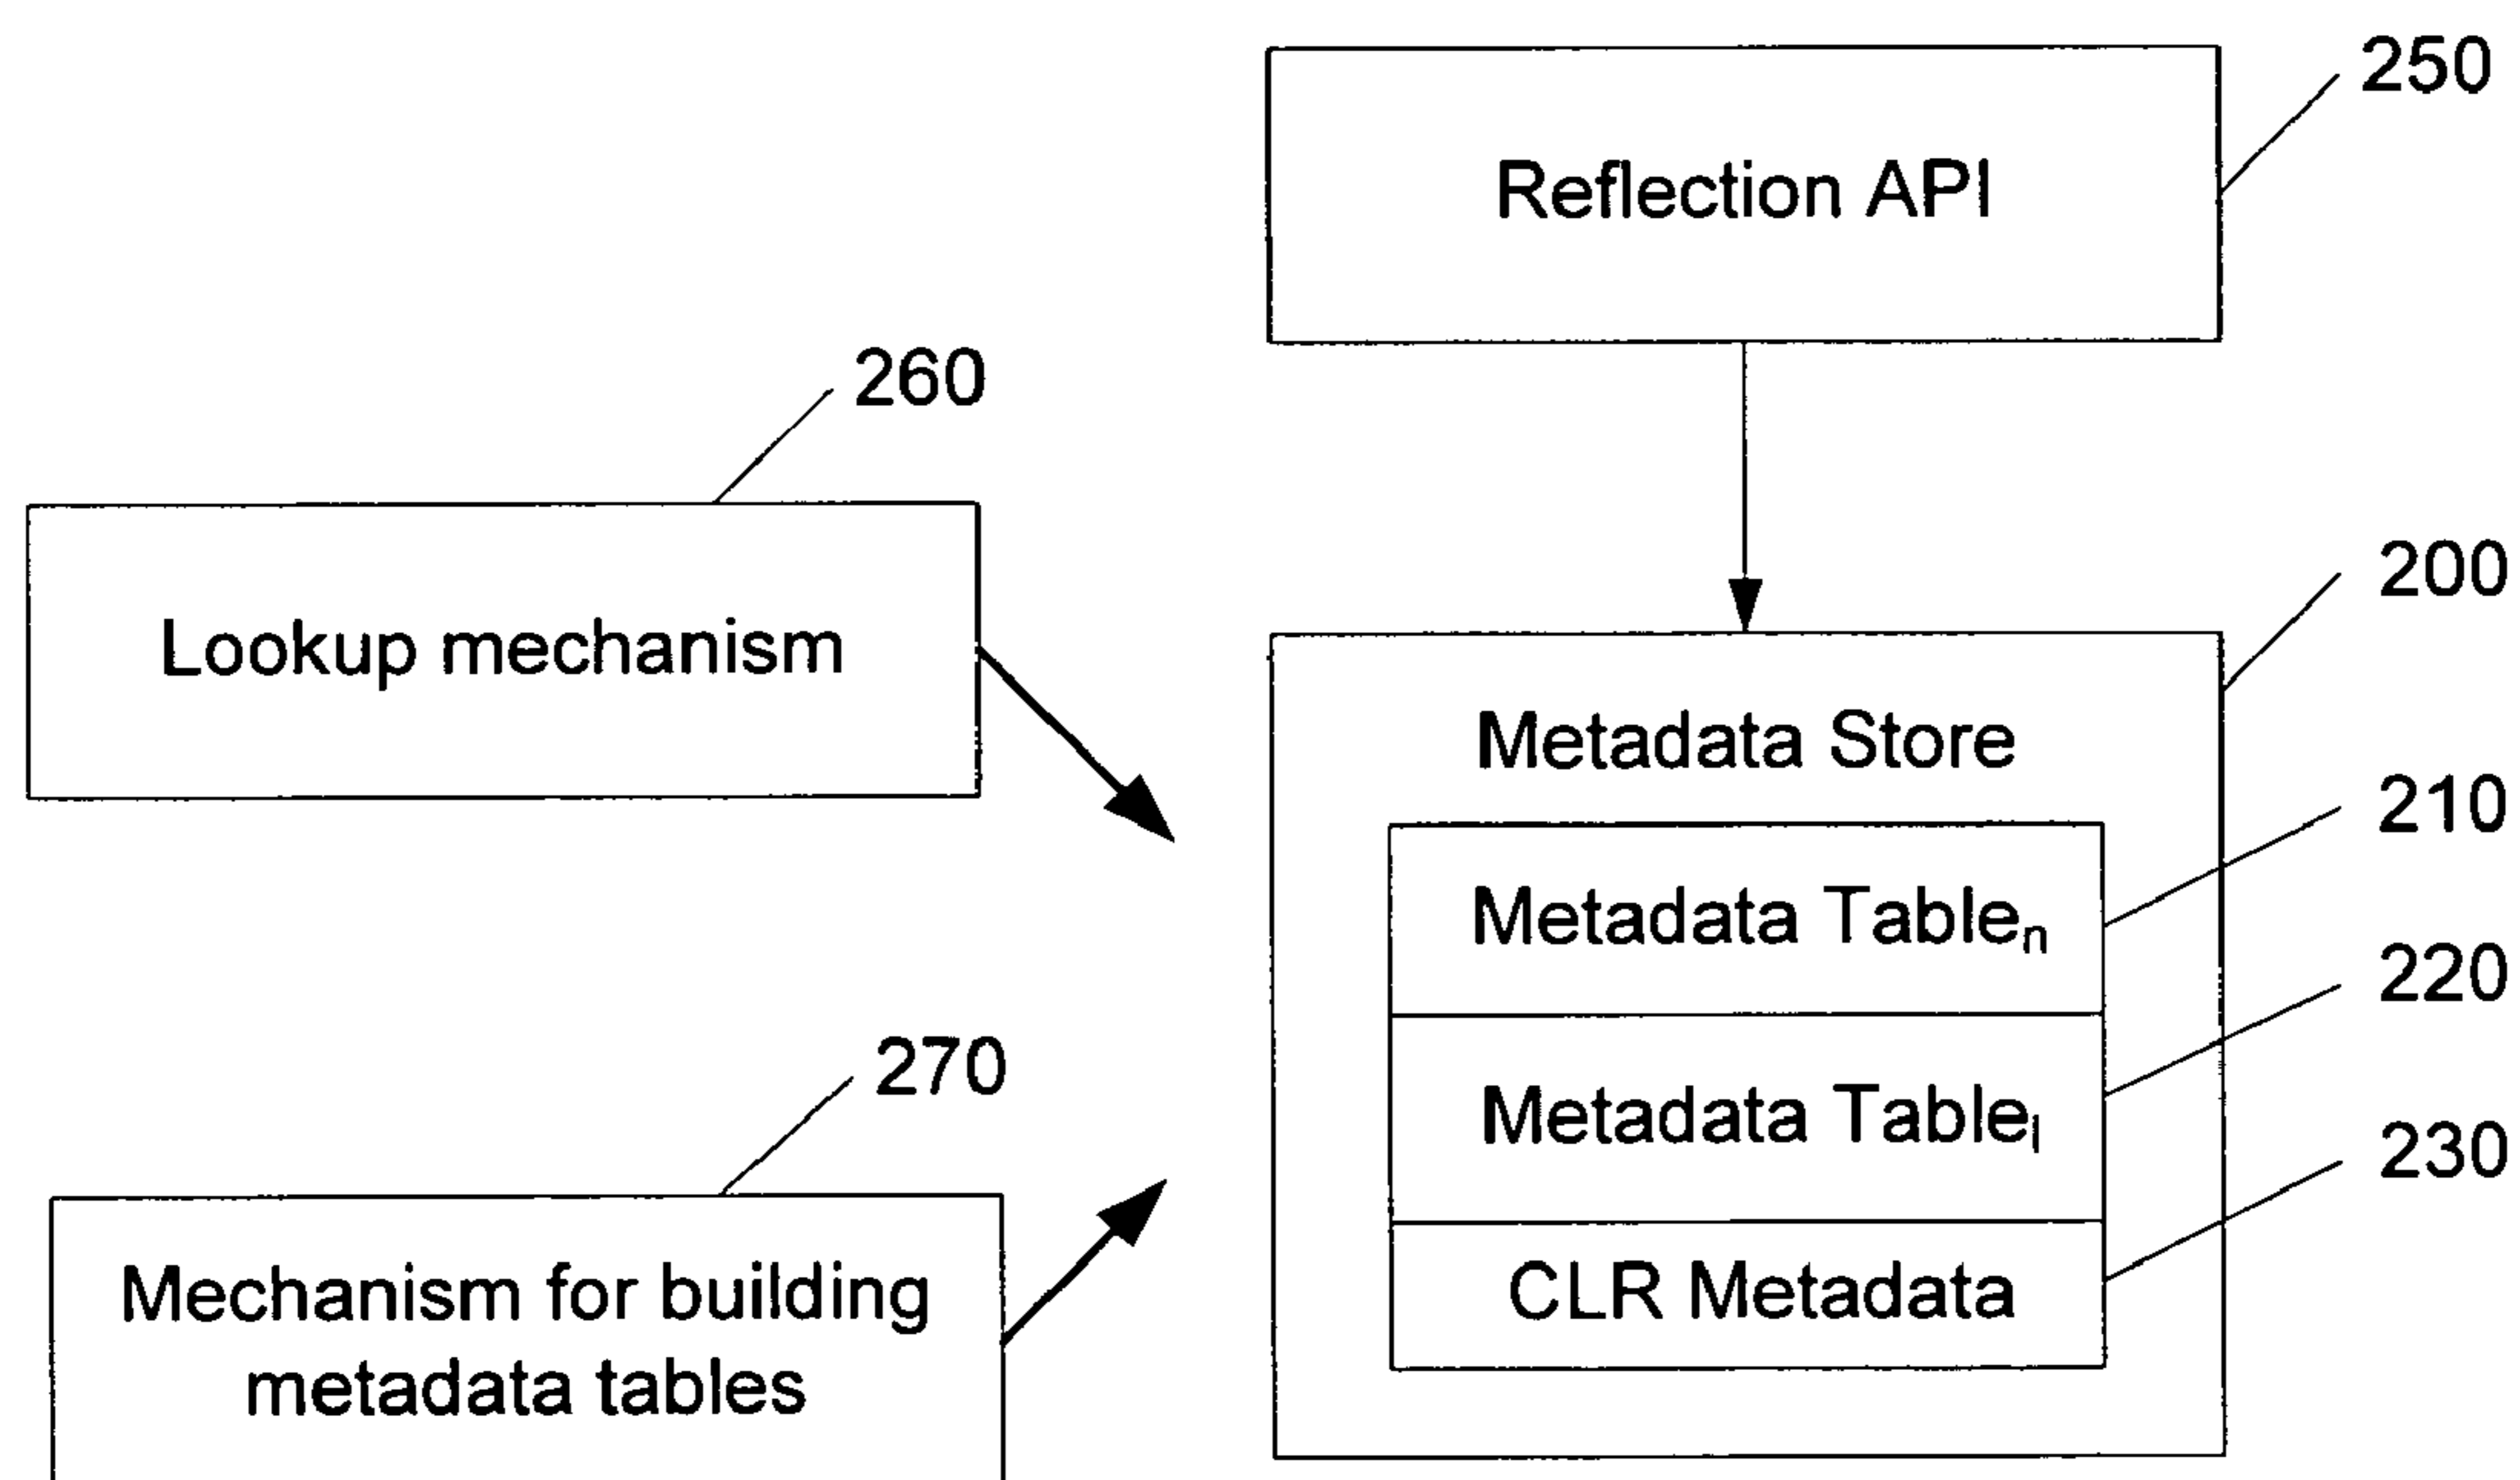 250
Reflection API
260
Lookup mechanism
200
Metadata Store
210
Metadata Tableₙ
220
Metadata Tableₗ
230
CLR Metadata
270
Mechanism for building
metadata tables